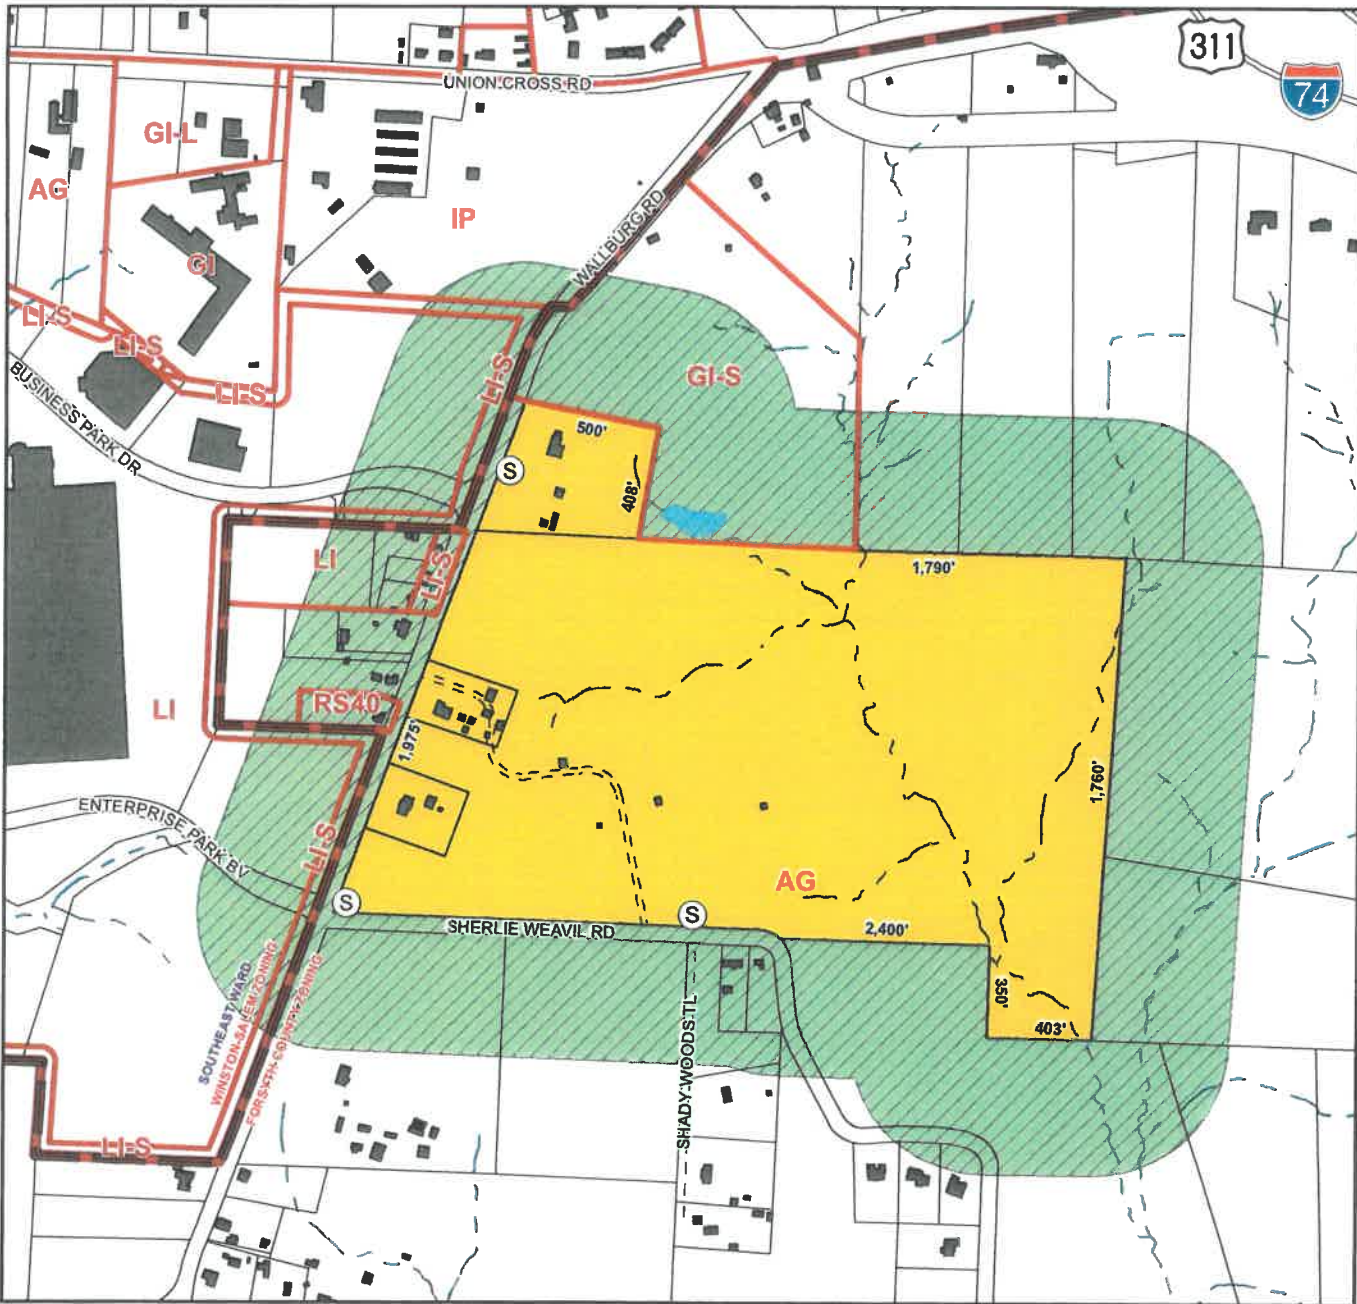 311
74
UNION CROSS RD
GI-L
AG
IP
GI
WALLBURG RD
LI-S
LI-S
LI-S
LI-S
GI-S
BUSINESS PARK DR
500'
S
408'
LI
LI-S
1,790'
RS40
LI
1,975'
1,760'
ENTERPRISE PARK BV
LI-S
AG
S
S
SHERLIE WEAVIL RD
2,400'
350'
403'
SOUTHEAST WARD
WINSTON-SALEM ZONING
FORSYTH COUNTY ZONING
SHADY WOODS TL
LI-S